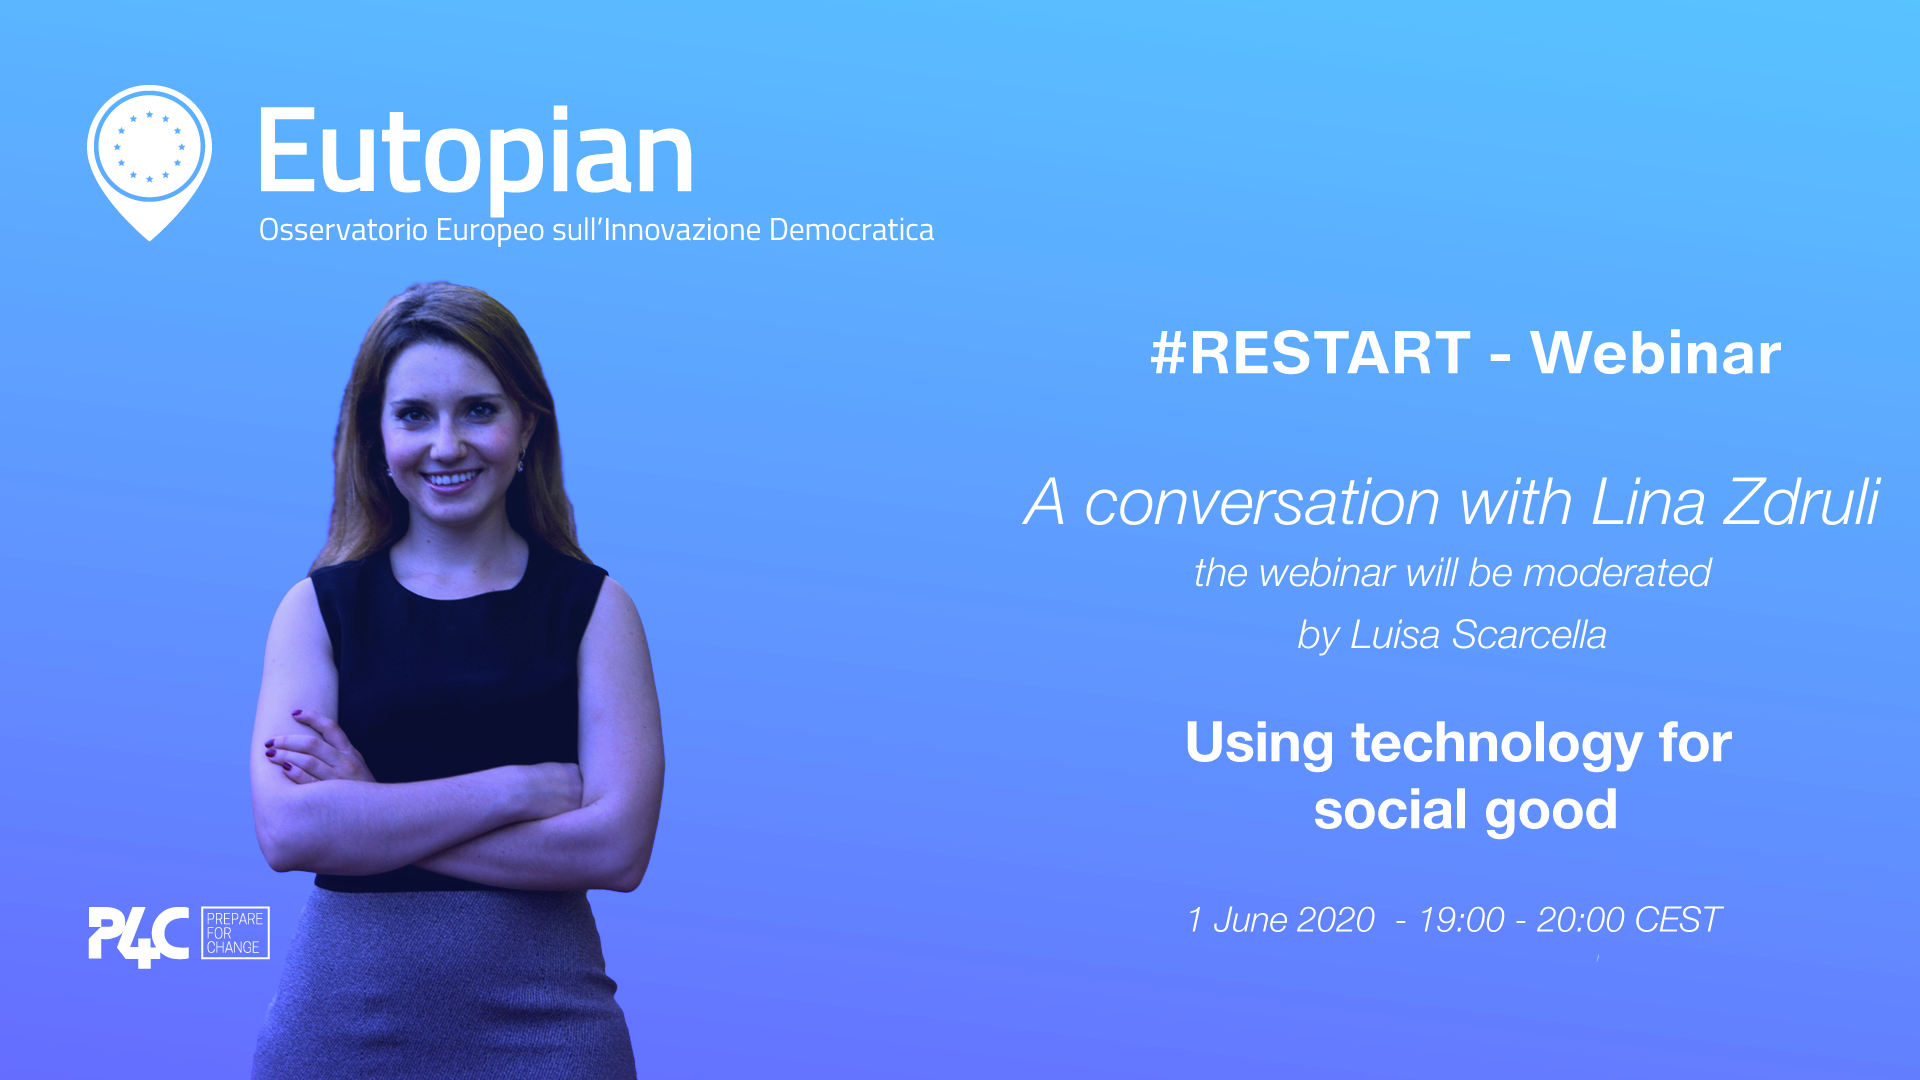 Eutopian
Osservatorio Europeo sull’Innovazione Democratica
#RESTART - Webinar
A conversation with Lina Zdruli
the webinar will be moderated
by Luisa Scarcella
Using technology for
social good
1 June 2020 - 19:00 - 20:00 CEST
/
P4C
PREPARE
FOR
CHANGE